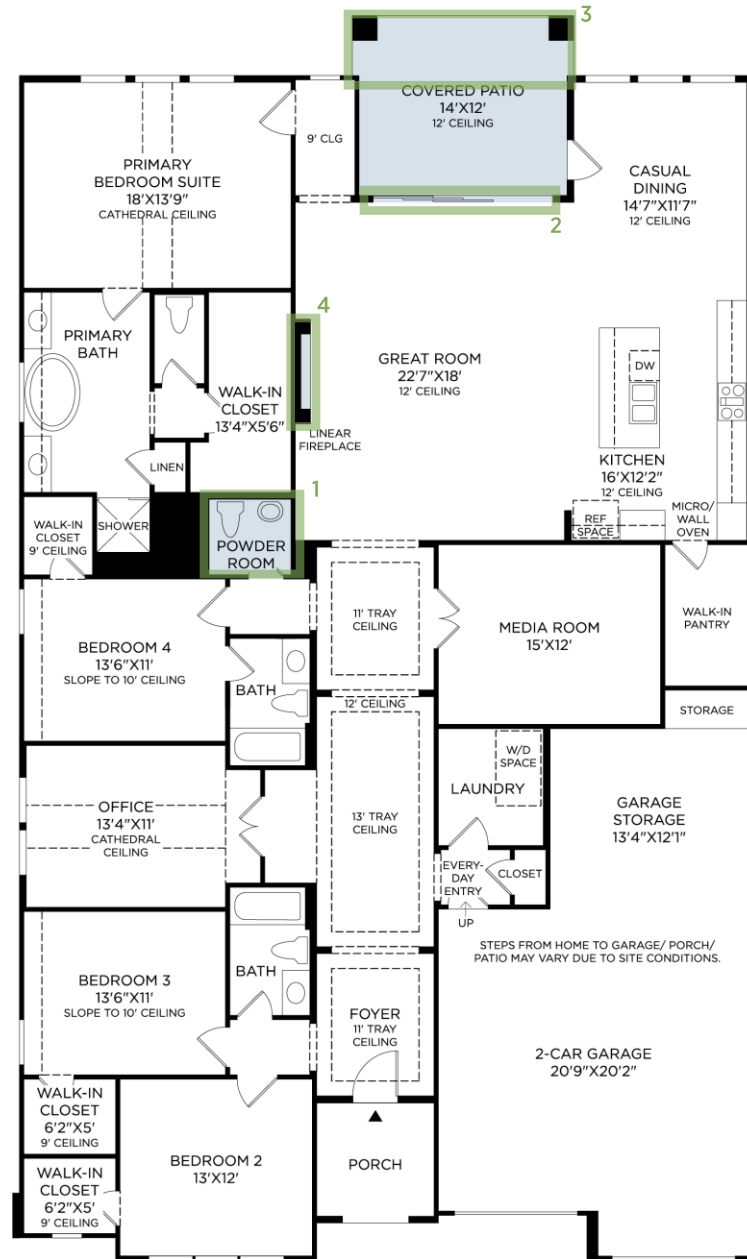 3
COVERED PATIO
14'X12'
12' CEILING
9' CLG
PRIMARY
BEDROOM SUITE
18'X13'9"
CATHEDRAL CEILING
CASUAL
DINING
14'7"X11'7"
12' CEILING
2
4
PRIMARY
BATH
GREAT ROOM
22'7"X18'
12' CEILING
DW
WALK-IN
CLOSET
13'4"X5'6"
LINEAR
FIREPLACE
LINEN
KITCHEN
16'X12'2"
12' CEILING
1
MICRO/
WALL
OVEN
REF
SPACE
WALK-IN
CLOSET
9' CEILING
SHOWER
POWDER
ROOM
11' TRAY
CEILING
MEDIA ROOM
15'X12'
WALK-IN
PANTRY
BEDROOM 4
13'6"X11'
SLOPE TO 10' CEILING
BATH
12' CEILING
STORAGE
W/D
SPACE
LAUNDRY
OFFICE
13'4"X11'
CATHEDRAL
CEILING
13' TRAY
CEILING
GARAGE
STORAGE
13'4"X12'1"
EVERY-
DAY
ENTRY
CLOSET
UP
STEPS FROM HOME TO GARAGE/ PORCH/
PATIO MAY VARY DUE TO SITE CONDITIONS.
BEDROOM 3
13'6"X11'
SLOPE TO 10' CEILING
BATH
FOYER
11' TRAY
CEILING
2-CAR GARAGE
20'9"X20'2"
WALK-IN
CLOSET
6'2"X5'
9' CEILING
BEDROOM 2
13'X12'
PORCH
WALK-IN
CLOSET
6'2"X5'
9' CEILING